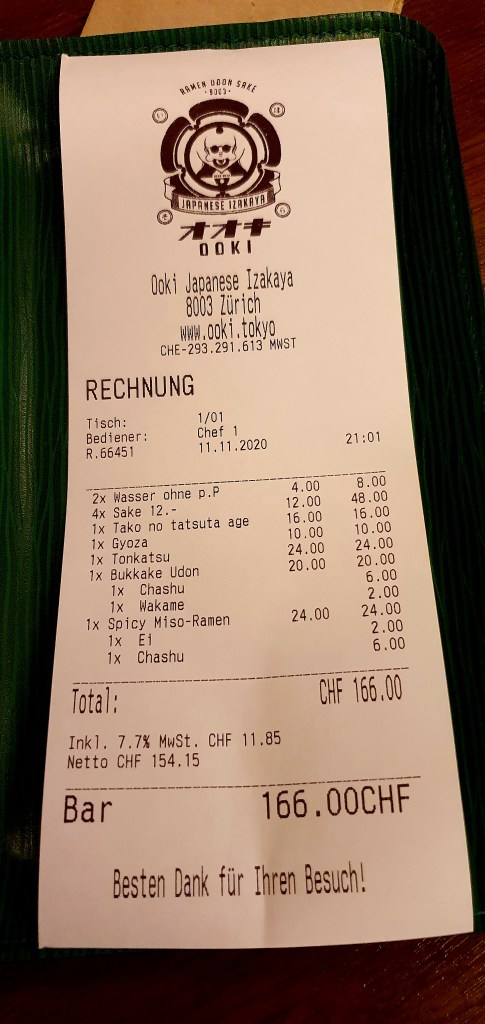 RAMEN UDON SAKE
·8003·
JAPANESE IZAKAYA
オオキ
OOKI
Ooki Japanese Izakaya
8003 Zürich
www.ooki.tokyo
CHE-293.291.613 MWST
RECHNUNG
Tisch: 1/01
Bediener: Chef 1
R.66451 11.11.2020 21:01
2x Wasser ohne p.P 4.00 8.00
4x Sake 12.- 12.00 48.00
1x Tako no tatsuta age 16.00 16.00
1x Gyoza 10.00 10.00
1x Tonkatsu 24.00 24.00
1x Bukkake Udon 20.00 20.00
1x Chashu 6.00
1x Wakame 2.00
1x Spicy Miso-Ramen 24.00 24.00
1x Ei 2.00
1x Chashu 6.00
Total: CHF 166.00
Inkl. 7.7% MwSt. CHF 11.85
Netto CHF 154.15
Bar 166.00CHF
Besten Dank für Ihren Besuch!